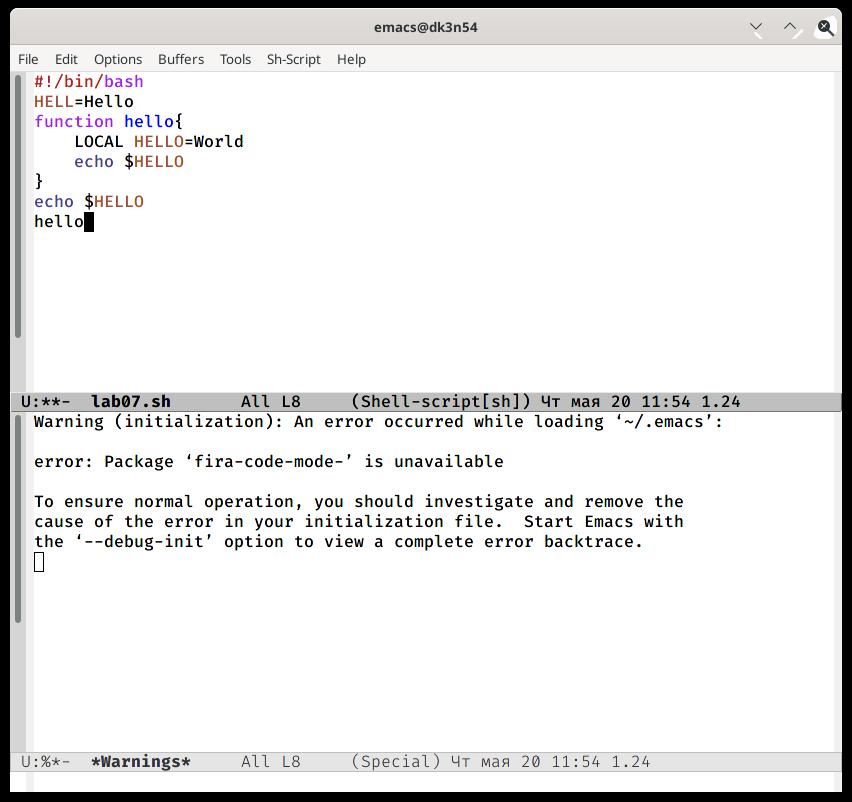 emacs@dk3n54
File Edit Options Buffers Tools Sh-Script Help
#!/bin/bash
HELL=Hello
function hello{
    LOCAL HELLO=World
    echo $HELLO
}
echo $HELLO
hello
U:**-  lab07.sh       All L8     (Shell-script[sh]) Чт мая 20 11:54 1.24
Warning (initialization): An error occurred while loading ‘~/.emacs’:
error: Package ‘fira-code-mode-’ is unavailable
To ensure normal operation, you should investigate and remove the
cause of the error in your initialization file.  Start Emacs with
the ‘--debug-init’ option to view a complete error backtrace.
U:%*-  *Warnings*     All L8     (Special) Чт мая 20 11:54 1.24